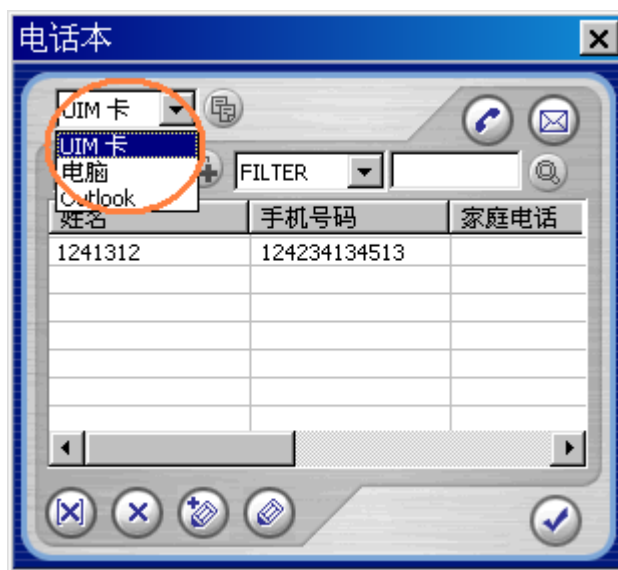 电话本
UIM 卡
UIM 卡
电脑
FILTER
Outlook
姓名 手机号码 家庭电话
1241312 124234134513